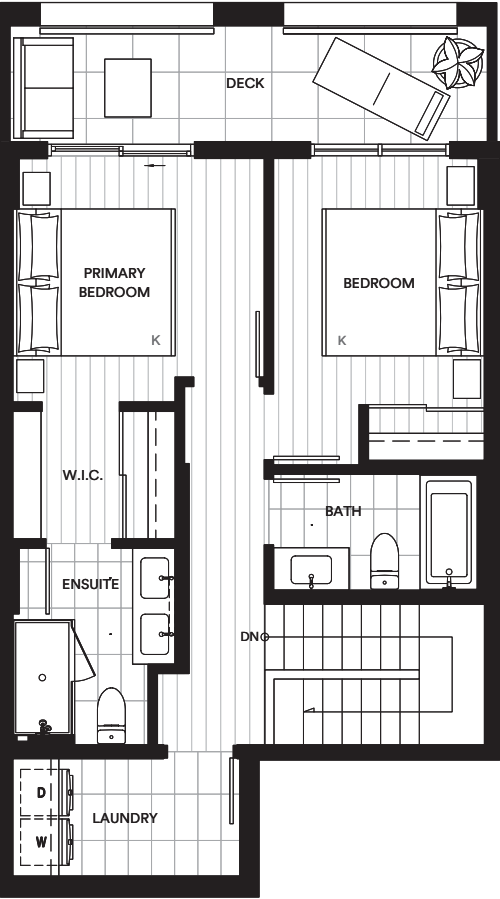 DECK
PRIMARY
BEDROOM
BEDROOM
K
K
W.I.C.
BATH
ENSUITE
DN
D
LAUNDRY
W